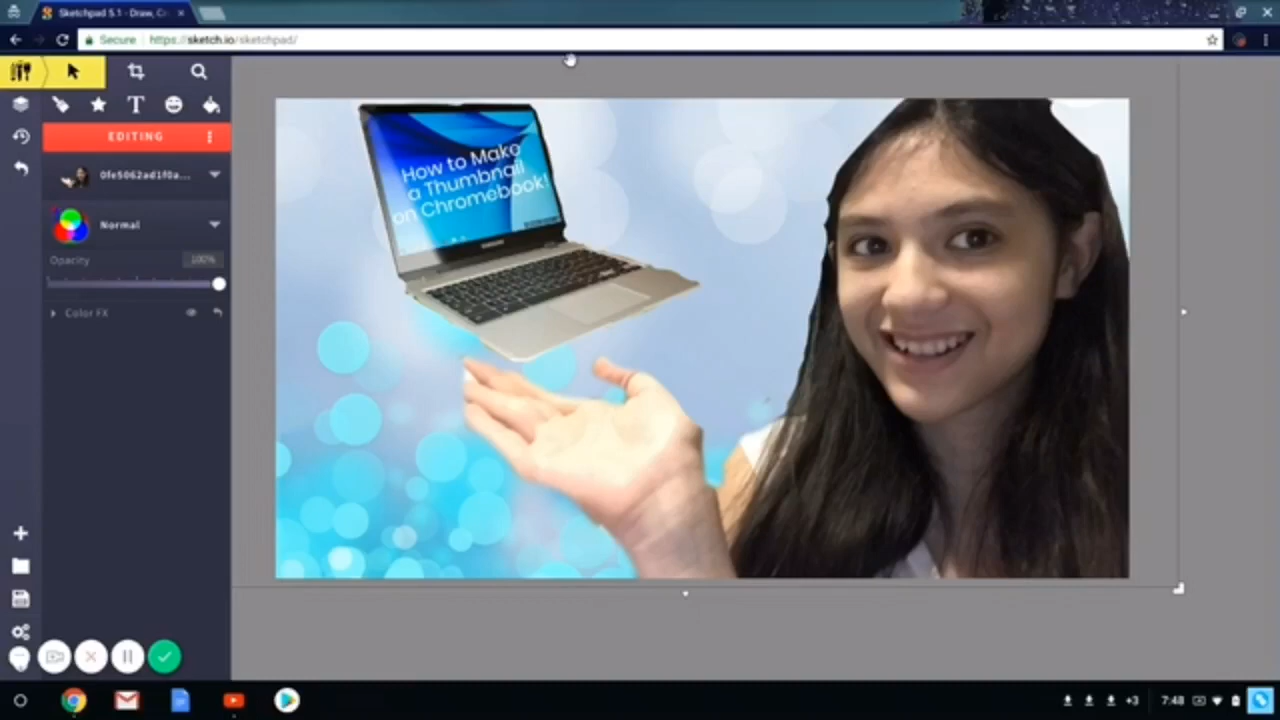 Sketchpad 5.1 - Draw, Cr
Secure
https://sketch.io/sketchpad/
EDITING
0fe5062ad1f0a...
Normal
Opacity
100%
Color FX
How to Make
a Thumbnail
on Chromebook!
SAMSUNG
+3
7:48